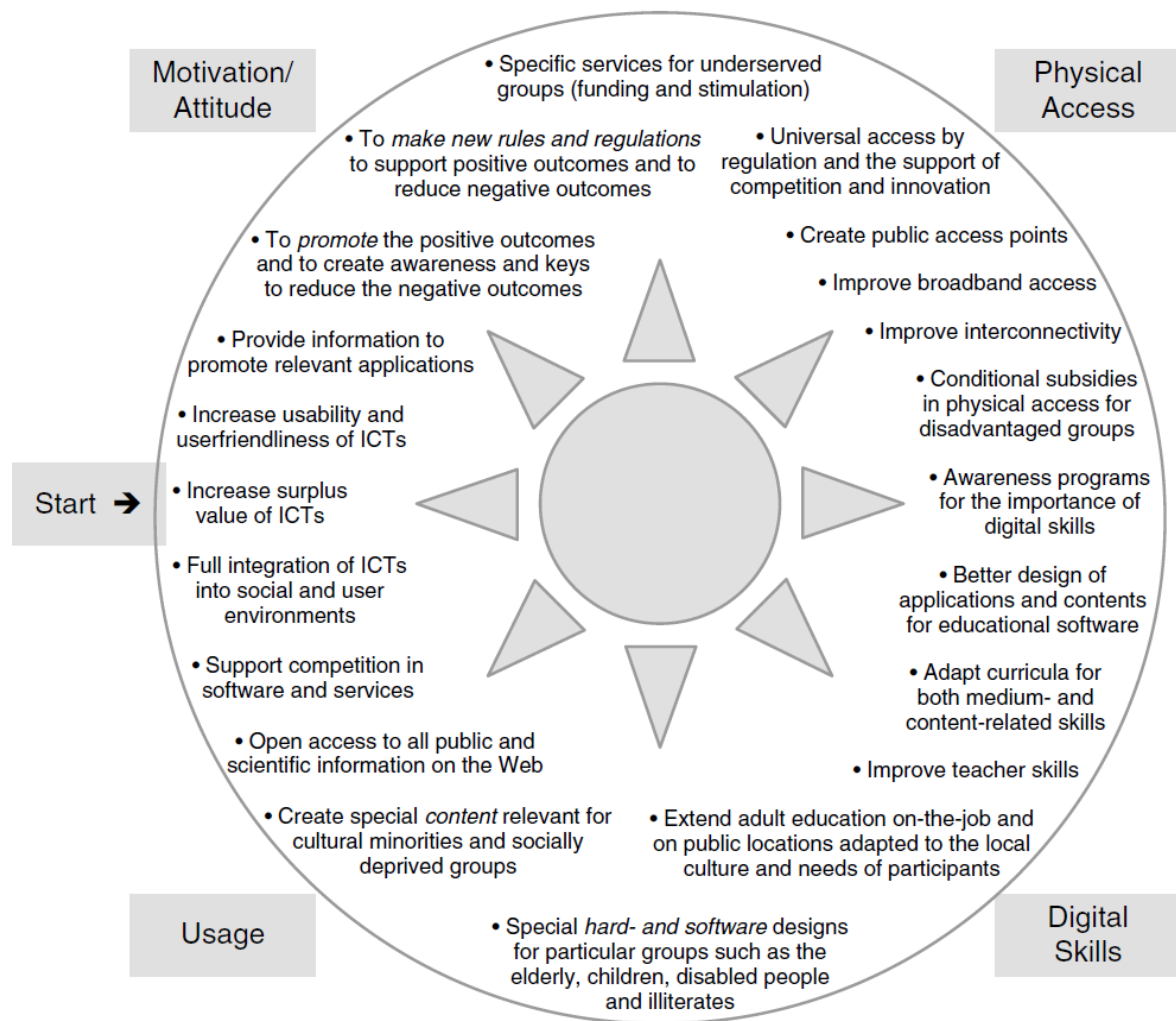 Motivation/
Attitude
Physical
Access
• Specific services for underserved
groups (funding and stimulation)
• To make new rules and regulations
to support positive outcomes and to
reduce negative outcomes
• Universal access by
regulation and the support of
competition and innovation
• To promote the positive outcomes
and to create awareness and keys
to reduce the negative outcomes
• Create public access points
• Improve broadband access
• Provide information to
promote relevant applications
• Improve interconnectivity
• Increase usability and
userfriendliness of ICTs
• Conditional subsidies
in physical access for
disadvantaged groups
Start ➔
• Increase surplus
value of ICTs
• Awareness programs
for the importance of
digital skills
• Full integration of ICTs
into social and user
environments
• Better design of
applications and contents
for educational software
• Support competition in
software and services
• Adapt curricula for
both medium- and
content-related skills
• Open access to all public and
scientific information on the Web
• Improve teacher skills
• Create special content relevant for
cultural minorities and socially
deprived groups
• Extend adult education on-the-job and
on public locations adapted to the local
culture and needs of participants
Usage
• Special hard- and software designs
for particular groups such as the
elderly, children, disabled people
and illiterates
Digital
Skills